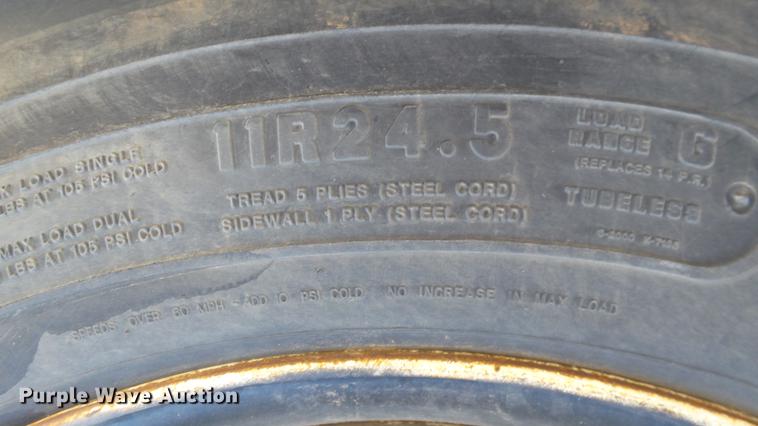 11R24.5
LOAD
RANGE G
(REPLACES 14 P.R.)
TUBELESS
TREAD 5 PLIES (STEEL CORD)
SIDEWALL 1 PLY (STEEL CORD)
LOAD SINGLE
LBS AT 105 PSI COLD
MAX LOAD DUAL
LBS AT 105 PSI COLD
SPEEDS OVER 60 MPH - ADD 10 PSI COLD NO INCREASE IN MAX LOAD
Purple Wave Auction